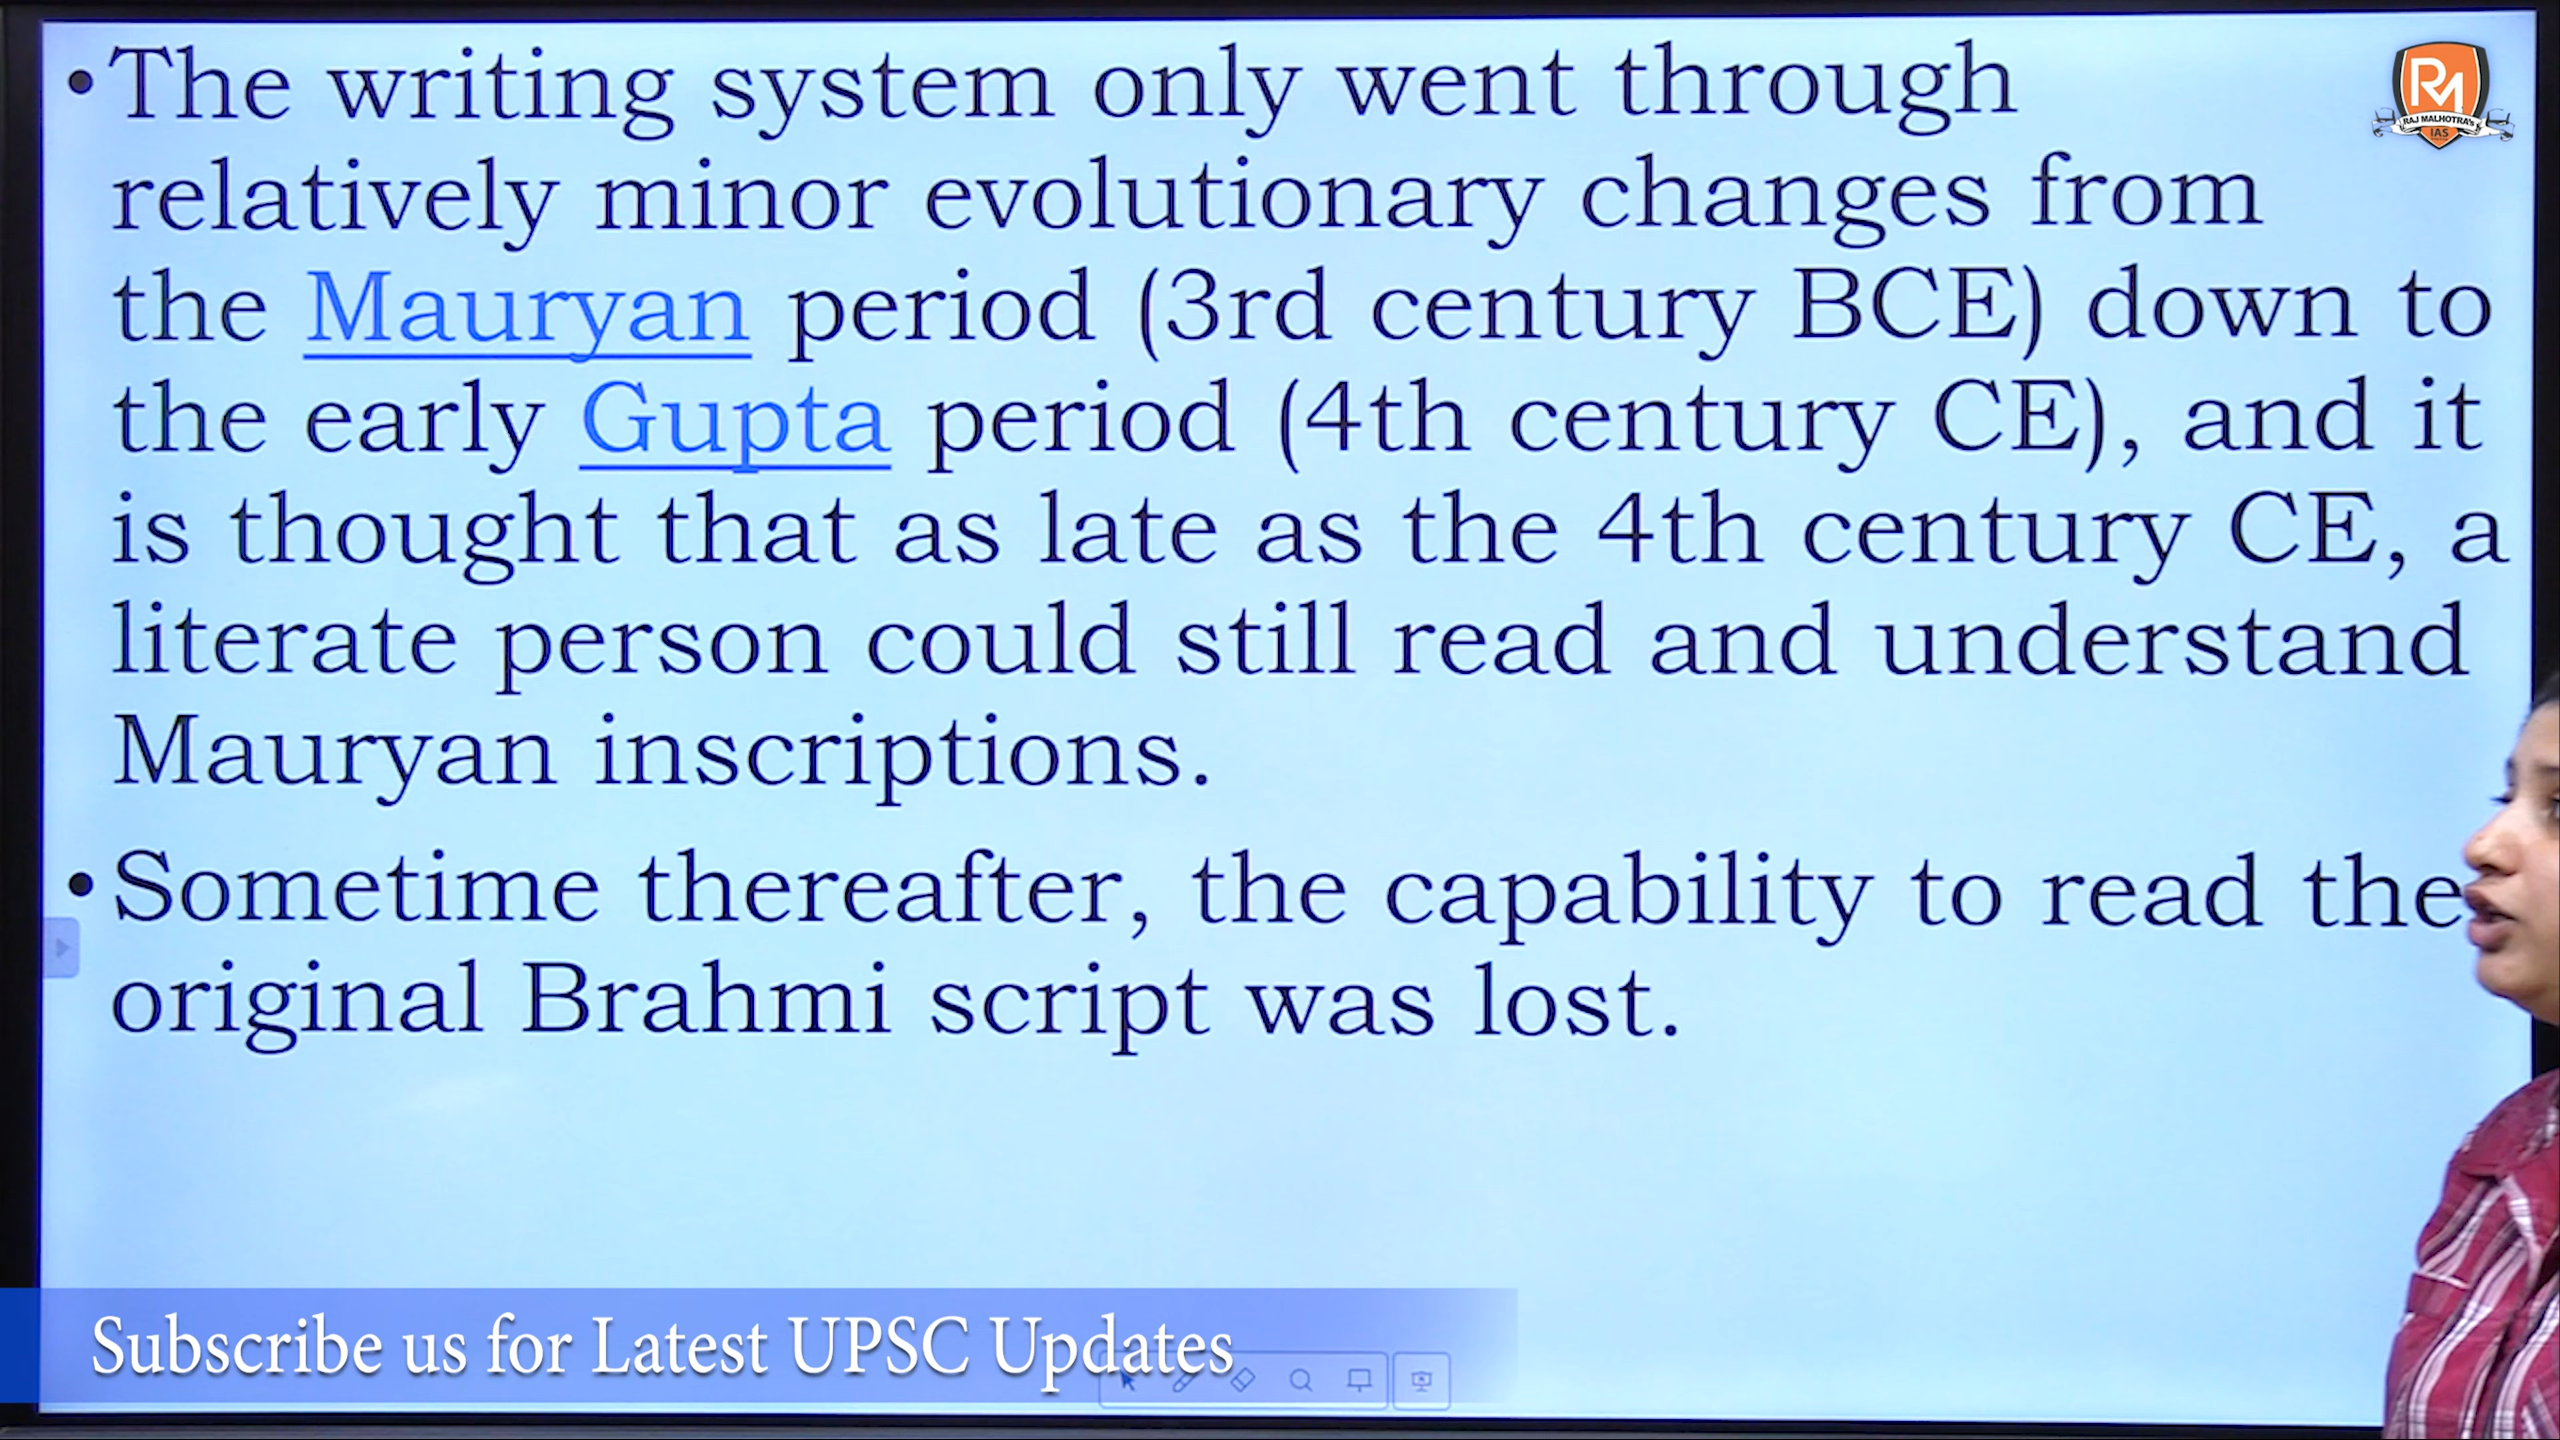 • The writing system only went through
relatively minor evolutionary changes from
the Mauryan period (3rd century BCE) down to
the early Gupta period (4th century CE), and it
is thought that as late as the 4th century CE, a
literate person could still read and understand
Mauryan inscriptions.
• Sometime thereafter, the capability to read the
original Brahmi script was lost.
RM
RAJ MALHOTRA's
IAS
Subscribe us for Latest UPSC Updates